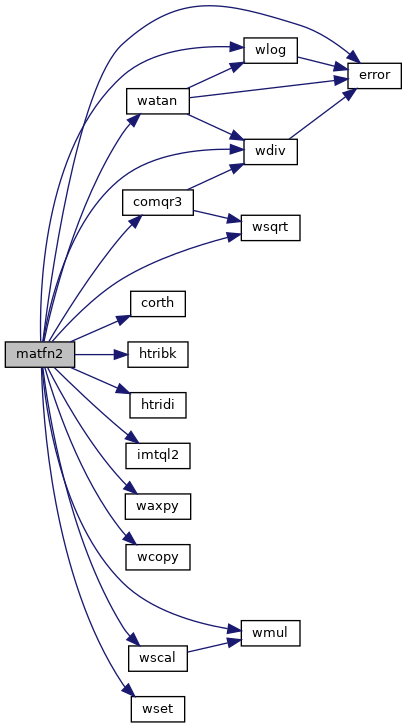 wlog
error
watan
wdiv
comqr3
wsqrt
corth
matfn2
htribk
htridi
imtql2
waxpy
wcopy
wmul
wscal
wset